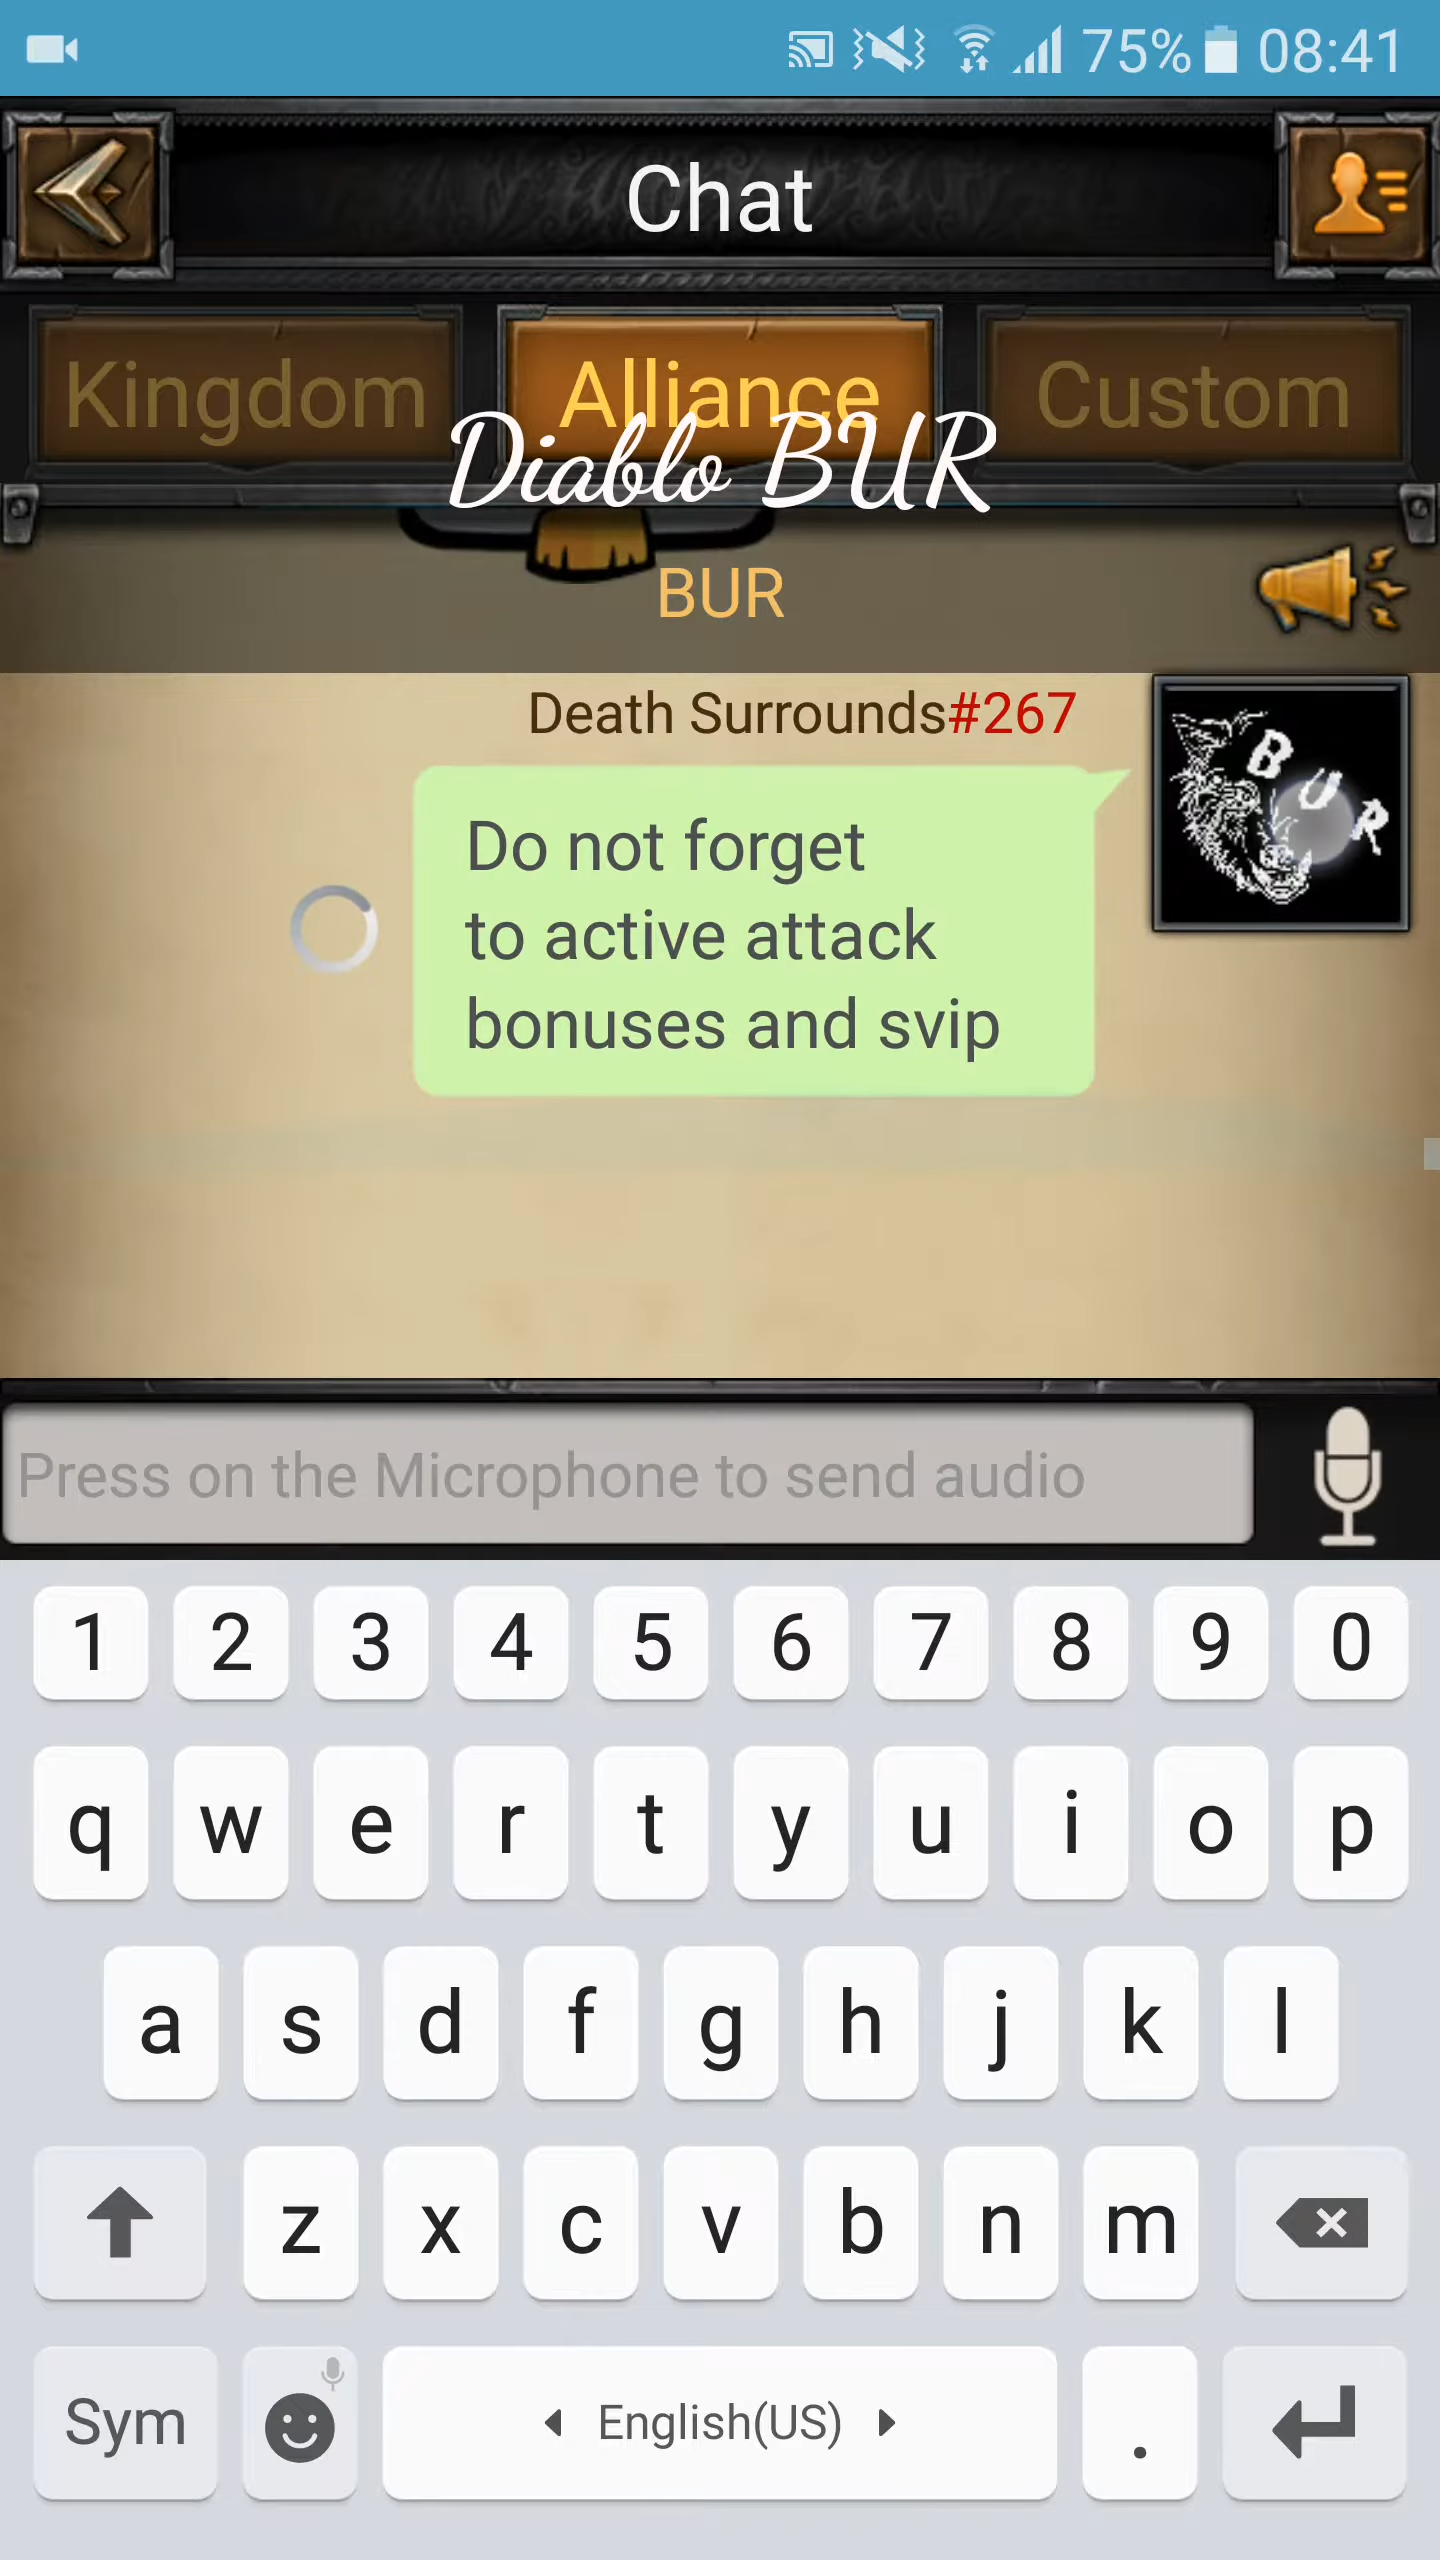 75% 08:41
Chat
Kingdom Alliance Custom
Diablo BUR
BUR
Death Surrounds#267
BUR
Do not forget
to active attack
bonuses and svip
Press on the Microphone to send audio
1 2 3 4 5 6 7 8 9 0
q w e r t y u i o p
a s d f g h j k l
z x c v b n m
Sym English(US) .